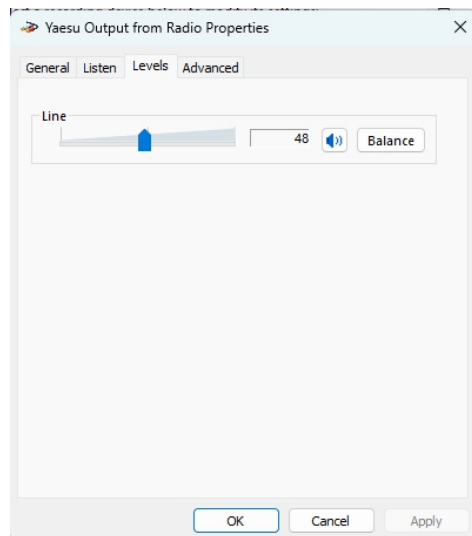 Yaesu Output from Radio Properties
General Listen Levels Advanced
Line
48 Balance
OK Cancel Apply